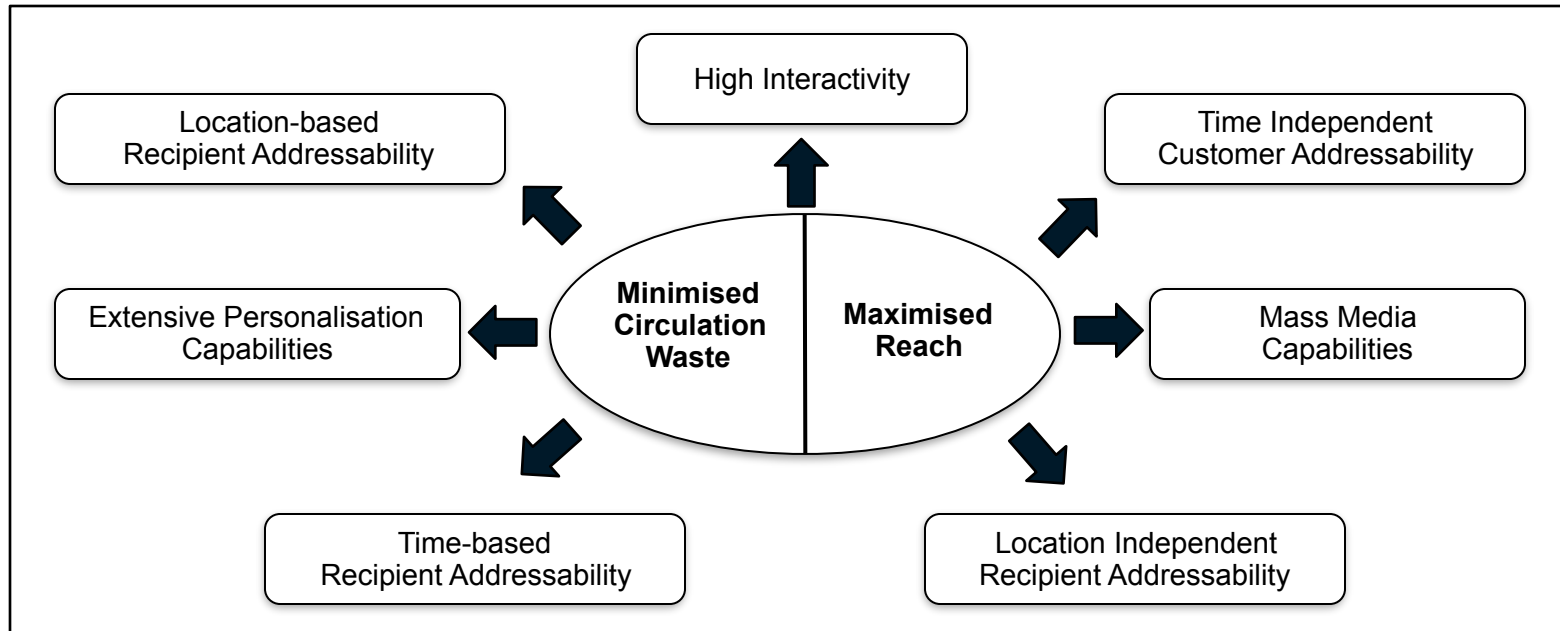 High Interactivity
Location-based
Recipient Addressability
Time Independent
Customer Addressability
Extensive Personalisation
Capabilities
Minimised
Circulation
Waste
Maximised
Reach
Mass Media
Capabilities
Time-based
Recipient Addressability
Location Independent
Recipient Addressability